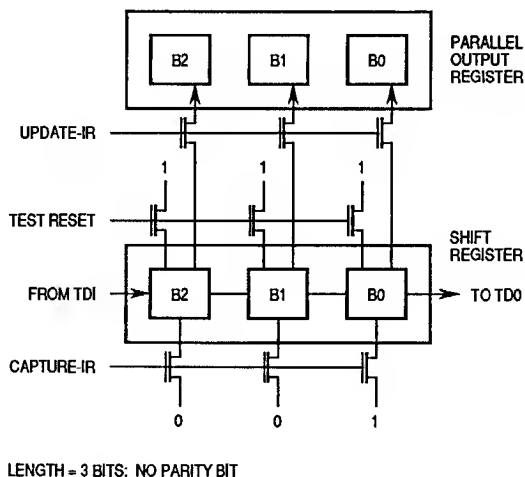 B2 B1 B0
PARALLEL
OUTPUT
REGISTER
UPDATE-IR
1 1 1
TEST RESET
SHIFT
REGISTER
FROM TDI
B2 B1 B0
TO TD0
CAPTURE-IR
0 0 1
LENGTH = 3 BITS: NO PARITY BIT